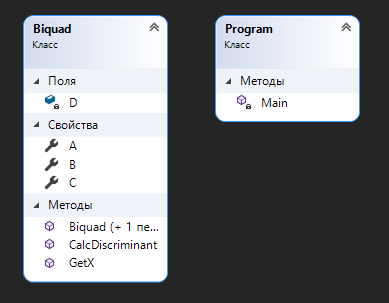 Biquad
Класс
Поля
D
Свойства
A
B
C
Методы
Biquad (+ 1 пе...
CalcDiscriminant
GetX
Program
Класс
Методы
Main